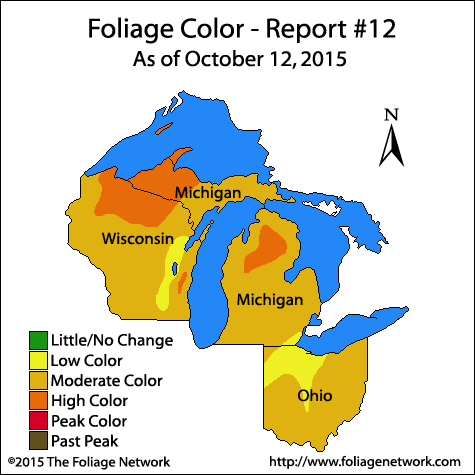 Foliage Color - Report #12
As of October 12, 2015
N
Michigan
Wisconsin
Michigan
Ohio
Little/No Change
Low Color
Moderate Color
High Color
Peak Color
Past Peak
©2015 The Foliage Network
http://www.foliagenetwork.com